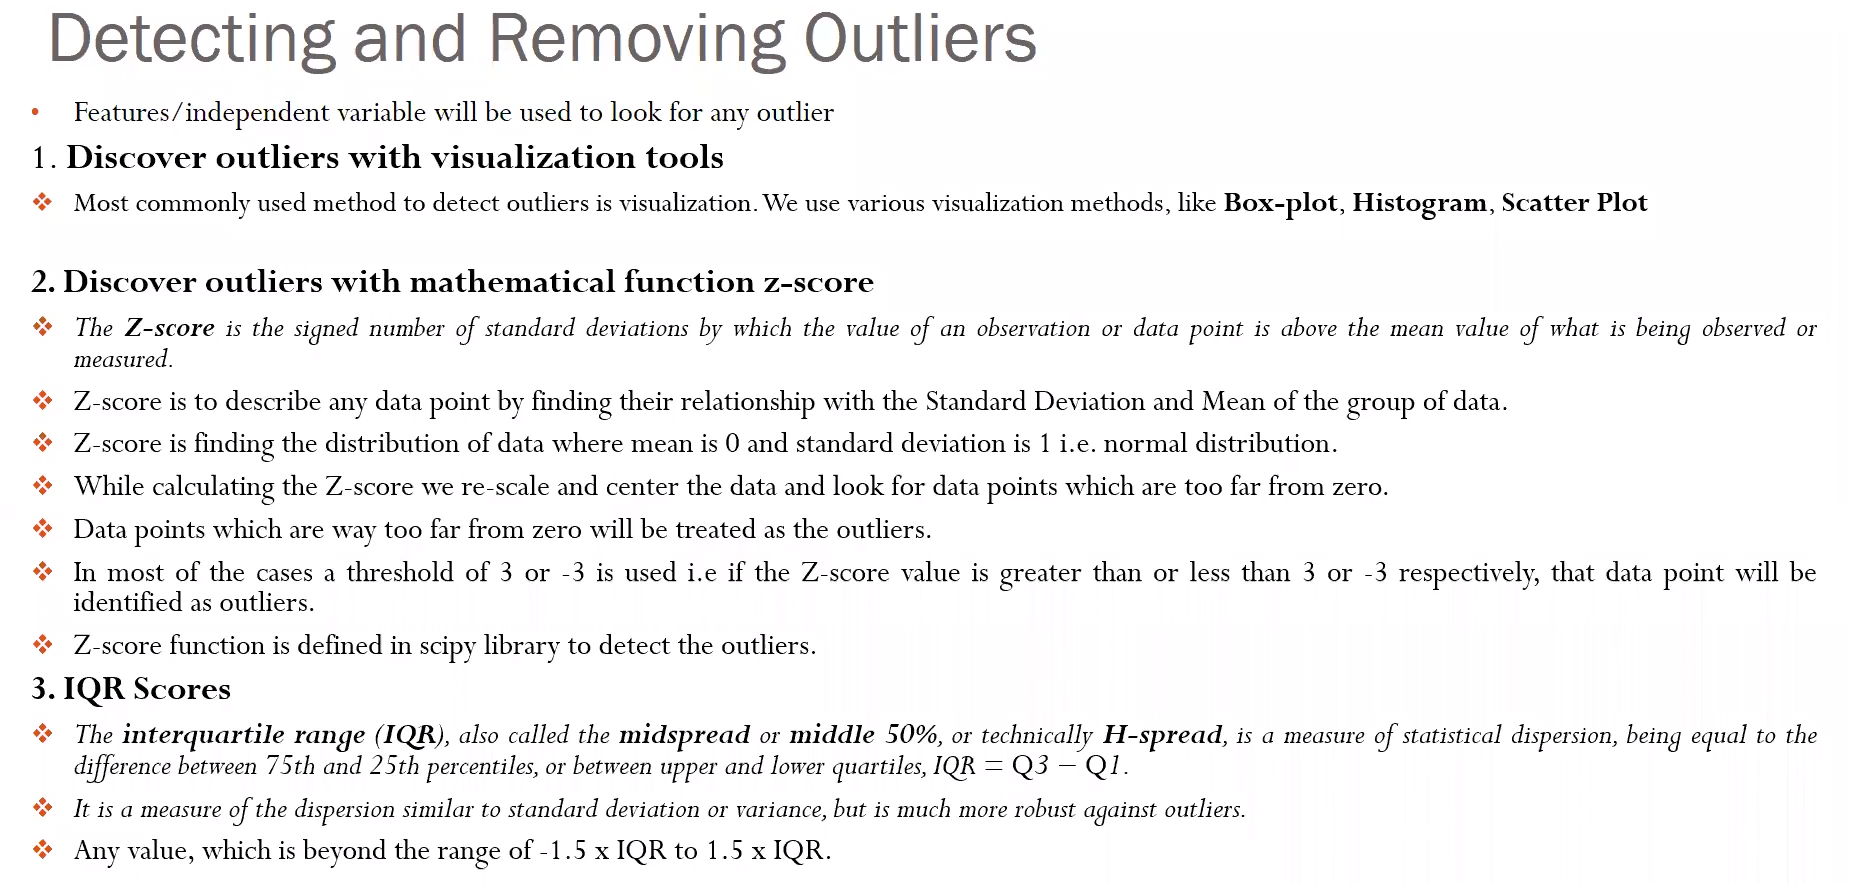 Detecting and Removing Outliers
• Features/independent variable will be used to look for any outlier
1. Discover outliers with visualization tools
❖ Most commonly used method to detect outliers is visualization. We use various visualization methods, like Box-plot, Histogram, Scatter Plot
2. Discover outliers with mathematical function z-score
❖ The Z-score is the signed number of standard deviations by which the value of an observation or data point is above the mean value of what is being observed or
measured.
❖ Z-score is to describe any data point by finding their relationship with the Standard Deviation and Mean of the group of data.
❖ Z-score is finding the distribution of data where mean is 0 and standard deviation is 1 i.e. normal distribution.
❖ While calculating the Z-score we re-scale and center the data and look for data points which are too far from zero.
❖ Data points which are way too far from zero will be treated as the outliers.
❖ In most of the cases a threshold of 3 or -3 is used i.e if the Z-score value is greater than or less than 3 or -3 respectively, that data point will be
identified as outliers.
❖ Z-score function is defined in scipy library to detect the outliers.
3. IQR Scores
❖ The interquartile range (IQR), also called the midspread or middle 50%, or technically H-spread, is a measure of statistical dispersion, being equal to the
difference between 75th and 25th percentiles, or between upper and lower quartiles, IQR = Q3 − Q1.
❖ It is a measure of the dispersion similar to standard deviation or variance, but is much more robust against outliers.
❖ Any value, which is beyond the range of -1.5 x IQR to 1.5 x IQR.